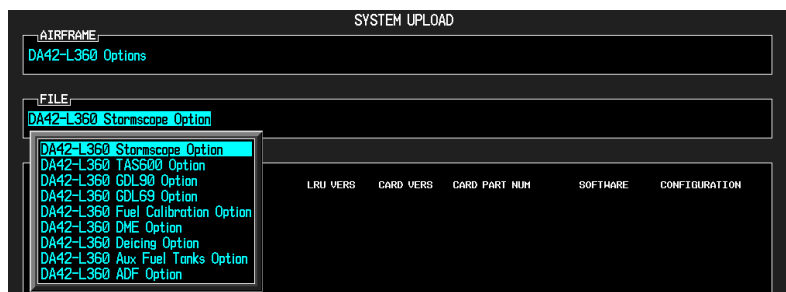 SYSTEM UPLOAD
AIRFRAME
DA42-L360 Options
FILE
DA42-L360 Stormscope Option
DA42-L360 Stormscope Option
DA42-L360 TAS600 Option
DA42-L360 GDL90 Option
DA42-L360 GDL69 Option
DA42-L360 Fuel Calibration Option
DA42-L360 DME Option
DA42-L360 Deicing Option
DA42-L360 Aux Fuel Tanks Option
DA42-L360 ADF Option
LRU VERS CARD VERS CARD PART NUM SOFTWARE CONFIGURATION